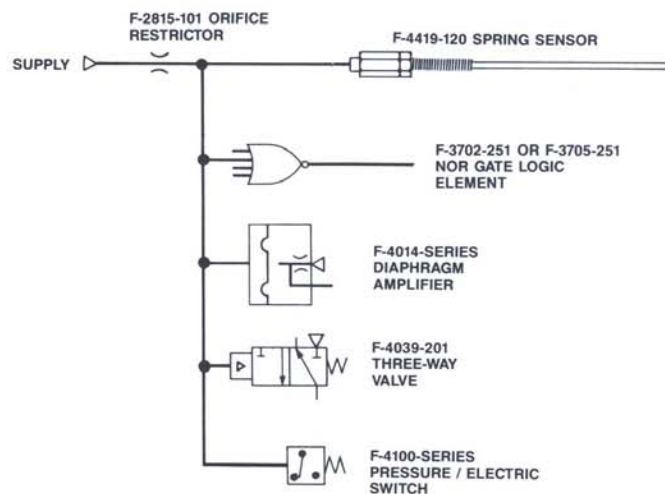 F-2815-101 ORIFICE
RESTRICTOR
F-4419-120 SPRING SENSOR
SUPPLY
F-3702-251 OR F-3705-251
NOR GATE LOGIC
ELEMENT
F-4014-SERIES
DIAPHRAGM
AMPLIFIER
F-4039-201
THREE-WAY
VALVE
F-4100-SERIES
PRESSURE / ELECTRIC
SWITCH